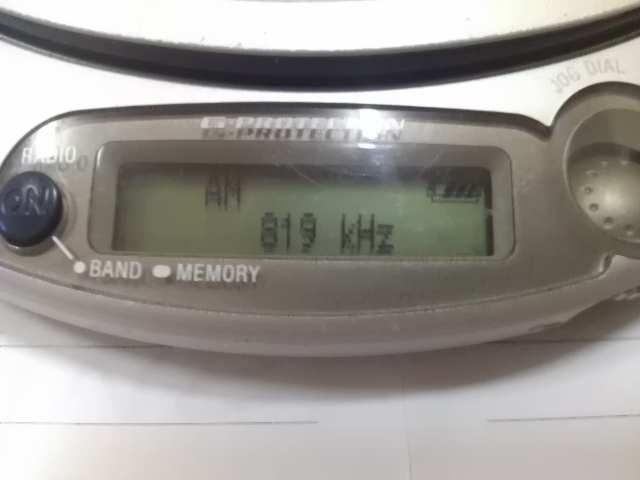 JOG DIAL
G-PROTECTION
RADIO
ON
AM
819 kHz
BAND MEMORY